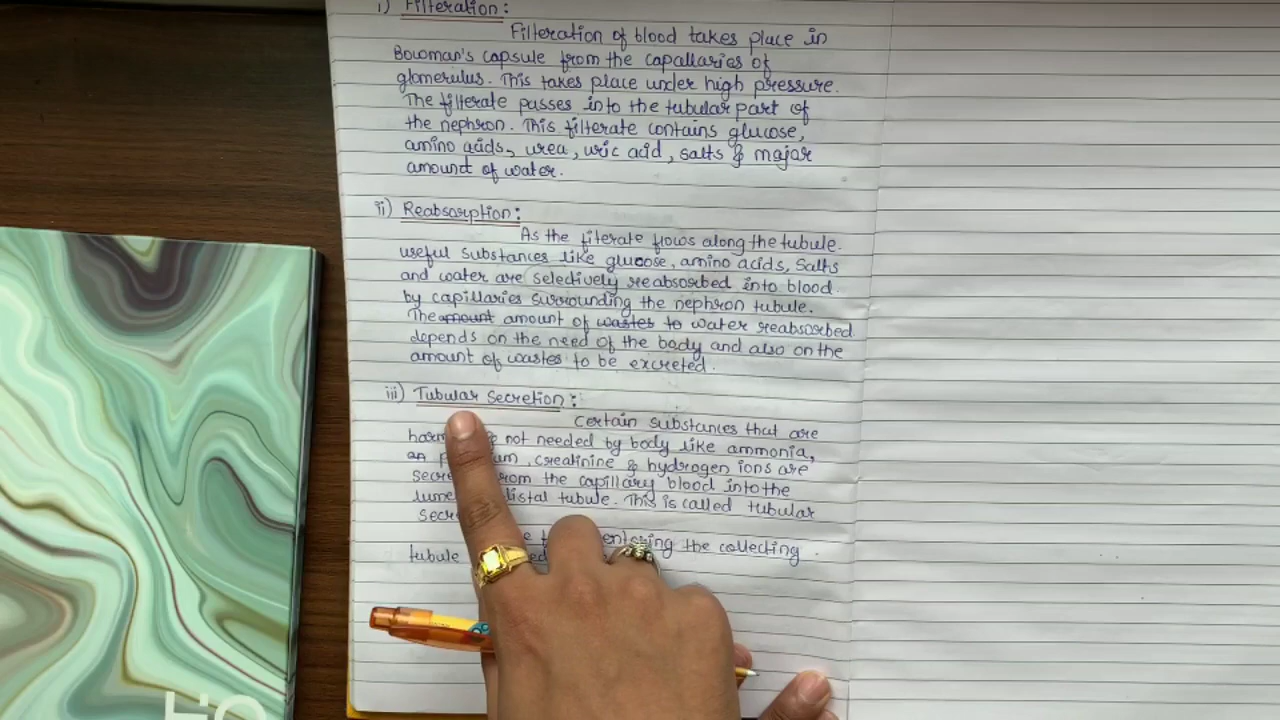 i) Filteration:
Filteration of blood takes place in
Bowman's capsule from the capallaries of
glomerulus. This takes place under high pressure.
The filterate passes into the tubular part of
the nephron. This filterate contains glucose,
amino acids, urea, uric acid, salts & major
amount of water.
ii) Reabsorption:
As the filterate flows along the tubule.
useful substances like glucose, amino acids, Salts
and water are selectively reabsorbed into blood.
by capillaries surrounding the nephron tubule.
The amount amount of wastes to water reabsorbed
depends on the need of the body and also on the
amount of wastes to be excreted.
iii) Tubular Secretion:
Certain substances that are
not needed by body like ammonia,
creatinine & hydrogen ions are
from the capillary blood into the
distal tubule. This is called tubular
entering the collecting
tubule